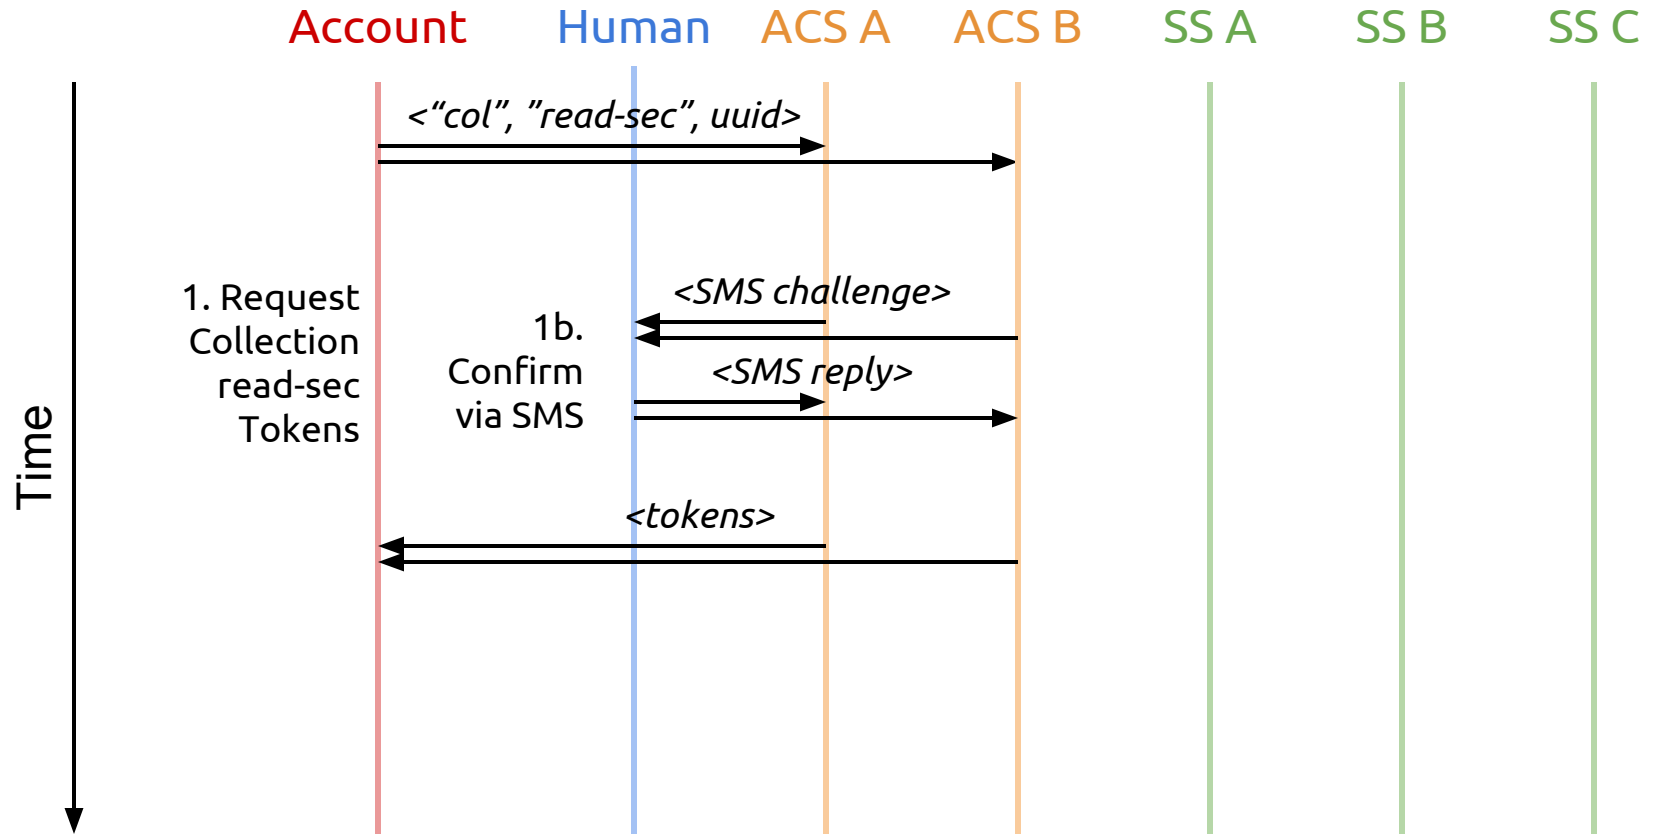 Account Human ACS A ACS B SS A SS B SS C
<“col”, ”read-sec”, uuid>
<SMS challenge>
1. Request
Collection
read-sec
Tokens
1b.
Confirm
via SMS
<SMS reply>
Time
<tokens>